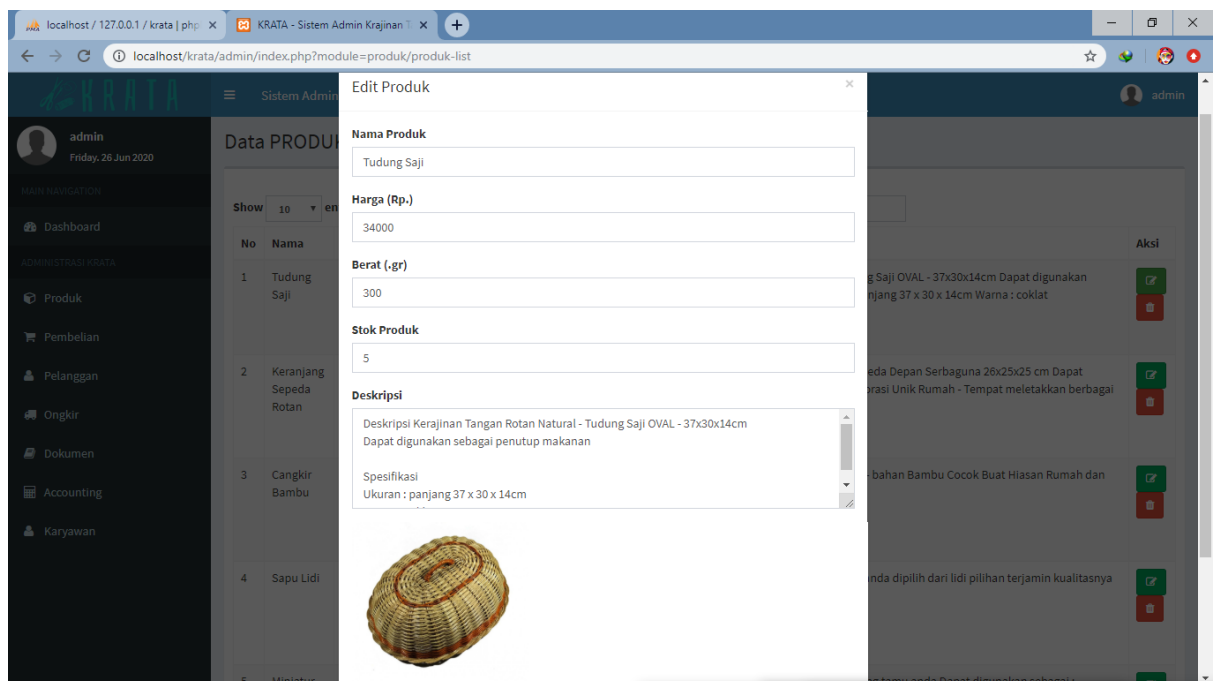 localhost / 127.0.0.1 / krata | php
KRATA - Sistem Admin Krajinan T
localhost/krata/admin/index.php?module=produk/produk-list
KRATA
Sistem Admin
admin
admin
Friday. 26 Jun 2020
MAIN NAVIGATION
Dashboard
ADMINISTRASI KRATA
Produk
Pembelian
Pelanggan
Ongkir
Dokumen
Accounting
Karyawan
Data PRODUK
Show 10 en
No Nama Aksi
1 Tudung Saji
g Saji OVAL - 37x30x14cm Dapat digunakan
njang 37 x 30 x 14cm Warna : coklat
2 Keranjang Sepeda Rotan
eda Depan Serbaguna 26x25x25 cm Dapat
rasi Unik Rumah - Tempat meletakkan berbagai
3 Cangkir Bambu
bahan Bambu Cocok Buat Hiasan Rumah dan
4 Sapu Lidi
nda dipilih dari lidi pilihan terjamin kualitasnya
Edit Produk
Nama Produk
Tudung Saji
Harga (Rp.)
34000
Berat (.gr)
300
Stok Produk
5
Deskripsi
Deskripsi Kerajinan Tangan Rotan Natural - Tudung Saji OVAL - 37x30x14cm
Dapat digunakan sebagai penutup makanan
Spesifikasi
Ukuran : panjang 37 x 30 x 14cm